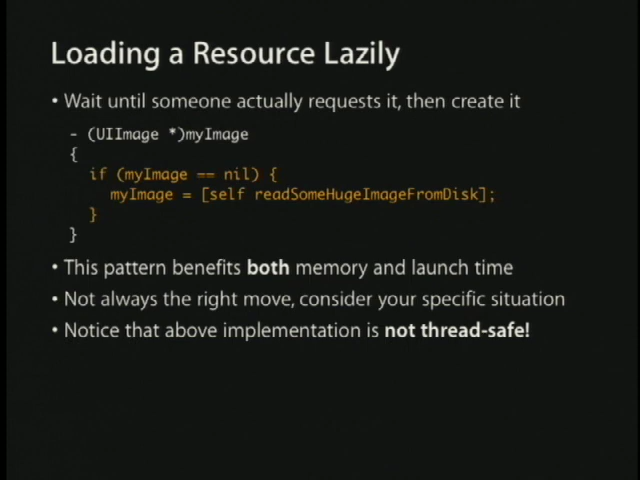 Loading a Resource Lazily
• Wait until someone actually requests it, then create it
- (UIImage *)myImage
{
if (myImage == nil) {
myImage = [self readSomeHugeImageFromDisk];
}
}
• This pattern benefits both memory and launch time
• Not always the right move, consider your specific situation
• Notice that above implementation is not thread-safe!